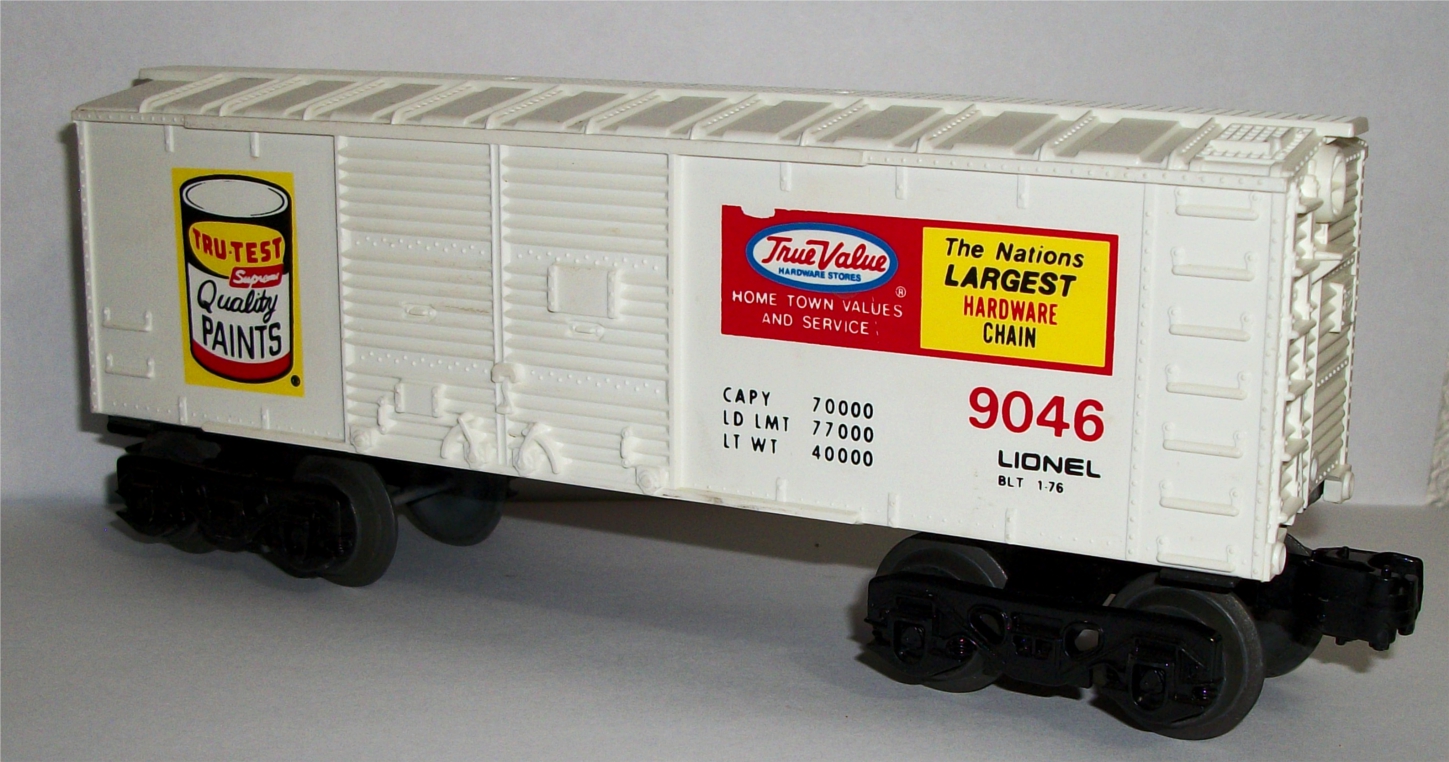 TRU-TEST
Supreme
Quality
PAINTS
®
True Value
HARDWARE STORES
®
HOME TOWN VALUES
AND SERVICE
The Nations
LARGEST
HARDWARE
CHAIN
CAPY 70000
LD LMT 77000
LT WT 40000
9046
LIONEL
BLT 1-76